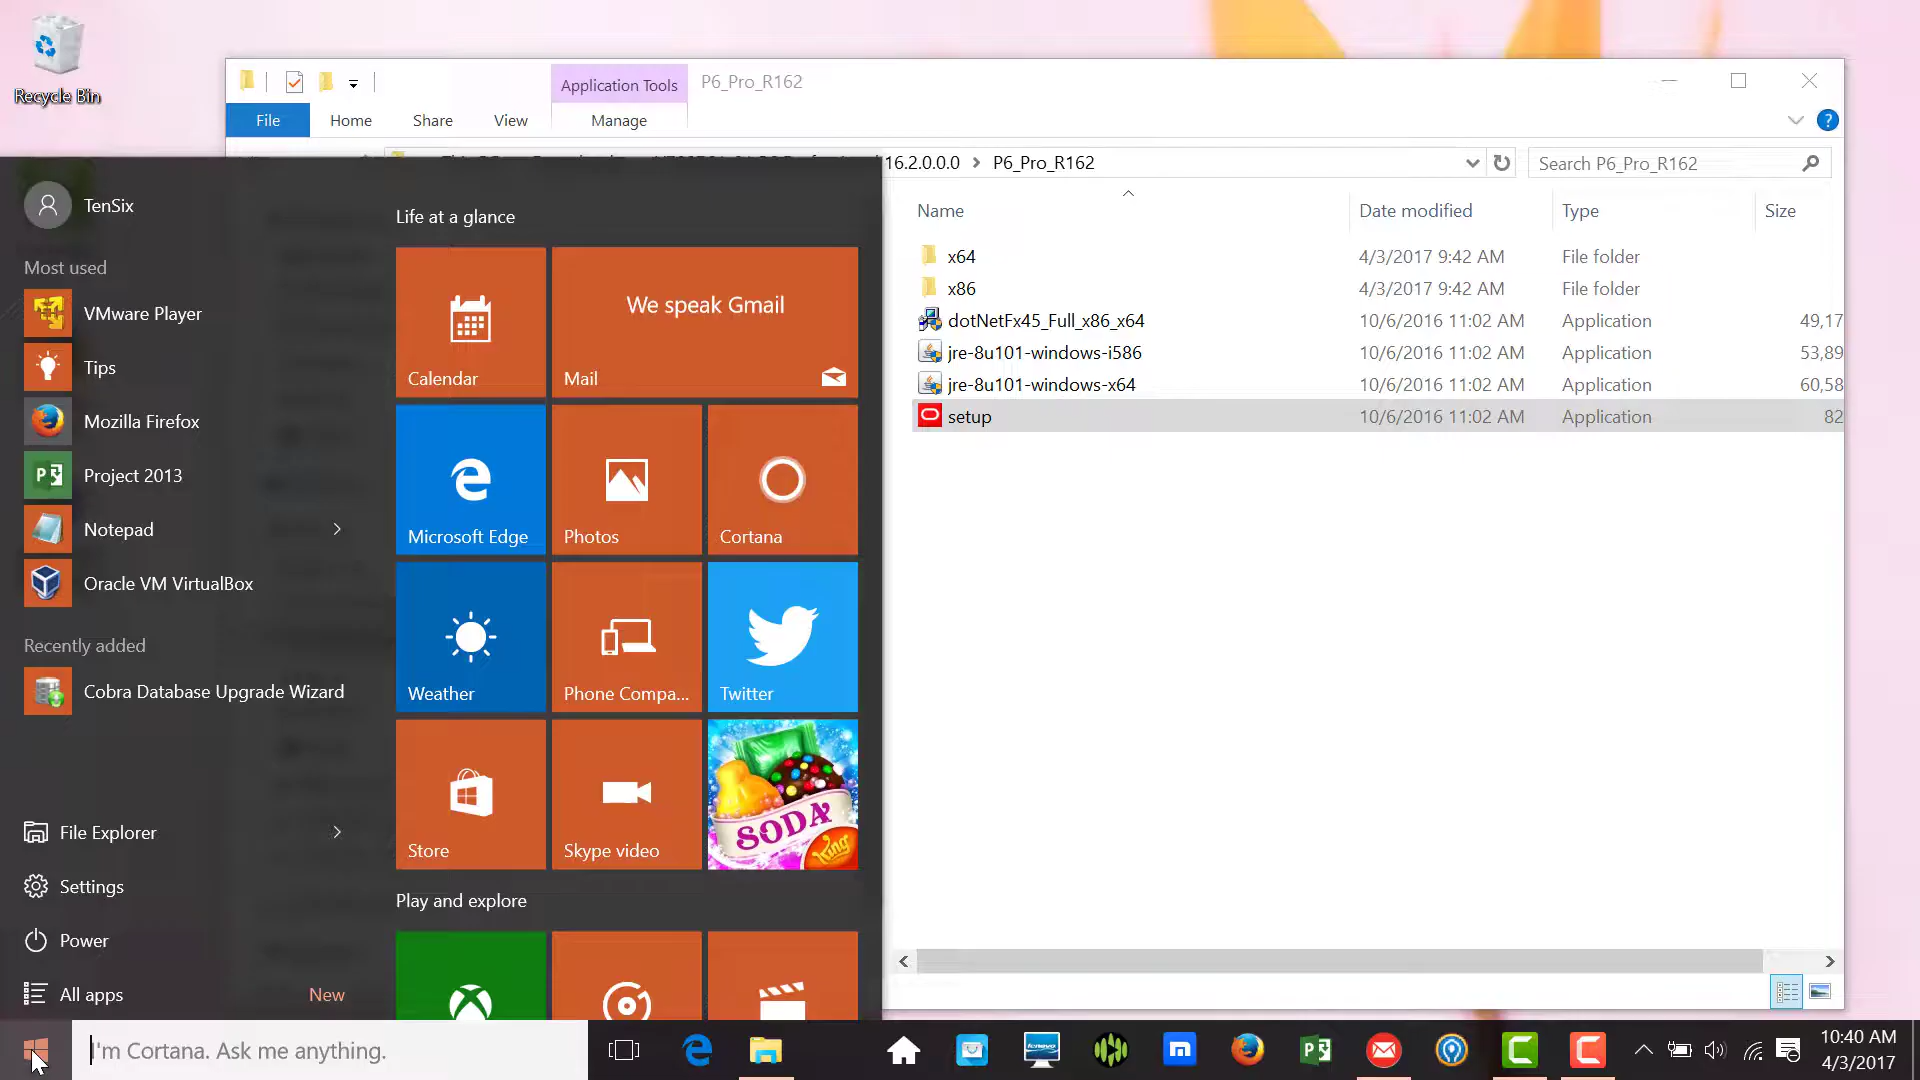 Recycle Bin
Application Tools
P6_Pro_R162
File
Home
Share
View
Manage
16.2.0.0.0 > P6_Pro_R162
Search P6_Pro_R162
Name
Date modified
Type
Size
x64
4/3/2017 9:42 AM
File folder
x86
4/3/2017 9:42 AM
File folder
dotNetFx45_Full_x86_x64
10/6/2016 11:02 AM
Application
49,17
jre-8u101-windows-i586
10/6/2016 11:02 AM
Application
53,89
jre-8u101-windows-x64
10/6/2016 11:02 AM
Application
60,58
setup
10/6/2016 11:02 AM
Application
82
TenSix
Most used
VMware Player
Tips
Mozilla Firefox
Project 2013
Notepad
Oracle VM VirtualBox
Recently added
Cobra Database Upgrade Wizard
File Explorer
Settings
Power
All apps
New
Life at a glance
Calendar
We speak Gmail
Mail
Microsoft Edge
Photos
Cortana
Weather
Phone Compa...
Twitter
Store
Skype video
SODA
King
Play and explore
I'm Cortana. Ask me anything.
10:40 AM
4/3/2017